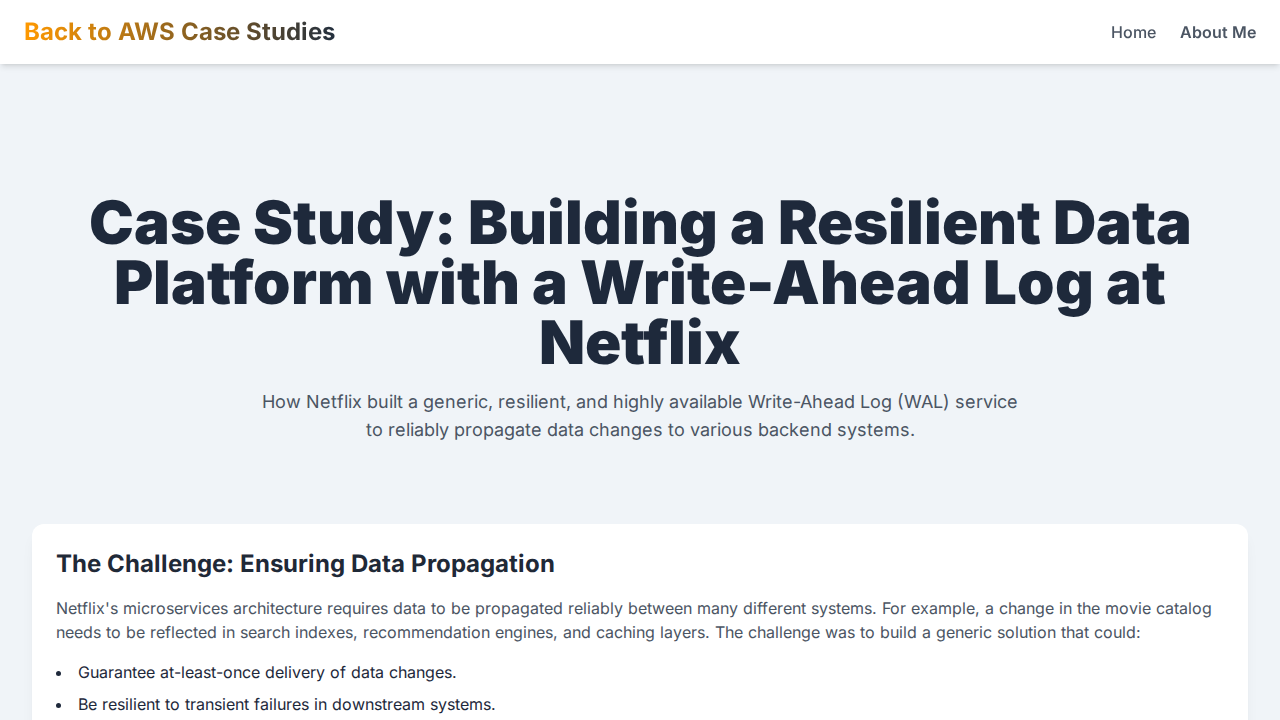 Back to AWS Case Studies
Home
About Me
Case Study: Building a Resilient Data
Platform with a Write-Ahead Log at
Netflix
How Netflix built a generic, resilient, and highly available Write-Ahead Log (WAL) service
to reliably propagate data changes to various backend systems.
The Challenge: Ensuring Data Propagation
Netflix's microservices architecture requires data to be propagated reliably between many different systems. For example, a change in the movie catalog
needs to be reflected in search indexes, recommendation engines, and caching layers. The challenge was to build a generic solution that could:
• Guarantee at-least-once delivery of data changes.
• Be resilient to transient failures in downstream systems.